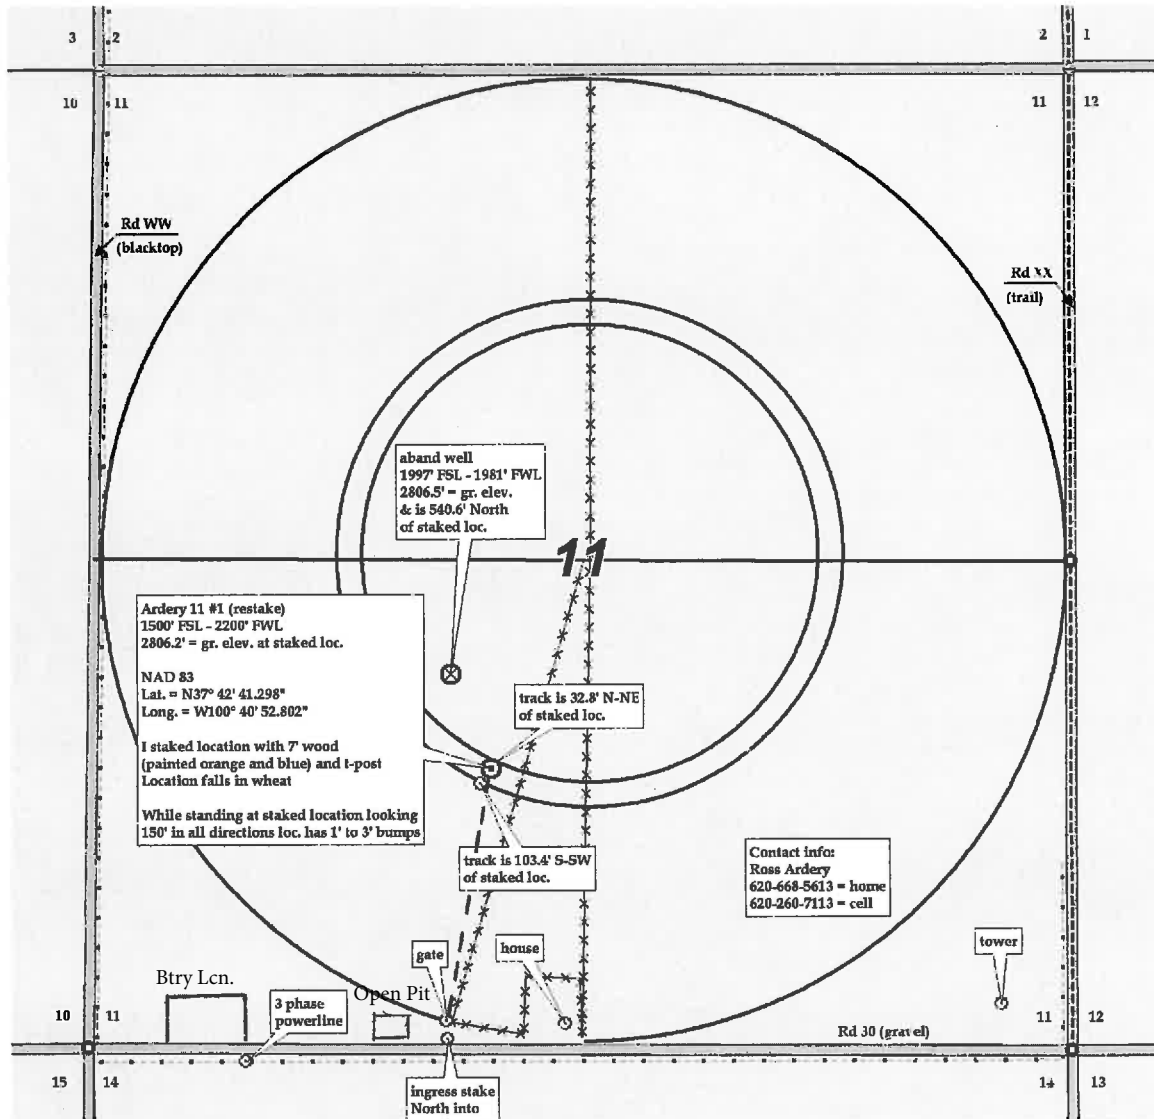 3 2
2 1
10 11
11 12
Rd WW
(blacktop)
Rd XX
(trail)
aband well
1997' FSL - 1981' FWL
2806.5' = gr. elev.
& is 540.6' North
of staked loc.
11
Ardery 11 #1 (restake)
1500' FSL - 2200' FWL
2806.2' = gr. elev. at staked loc.
NAD 83
Lat. = N37° 42' 41.298"
Long. = W100° 40' 52.802"
I staked location with 7' wood
(painted orange and blue) and t-post
Location falls in wheat
While standing at staked location looking
150' in all directions loc. has 1' to 3' bumps
track is 32.8' N-NE
of staked loc.
track is 103.4' S-SW
of staked loc.
Contact info:
Ross Ardery
620-668-5613 = home
620-260-7113 = cell
gate
house
tower
Btry Lcn.
Open Pit
3 phase
powerline
10 11
11 12
Rd 30 (gravel)
15 14
14 13
ingress stake
North into